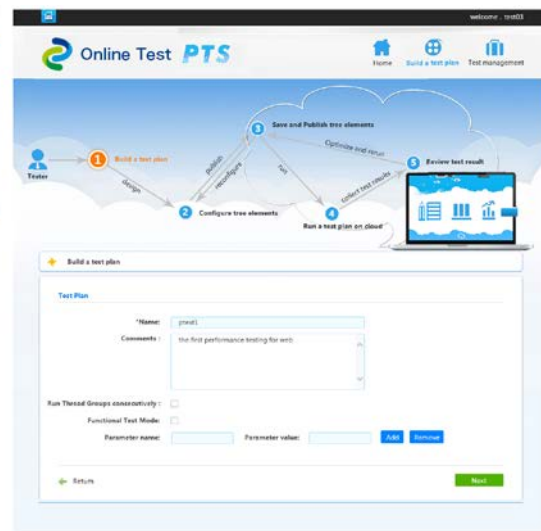 welcome , test03
Online Test PTS
Home
Build a test plan
Test management
3 Save and Publish tree elements
Optimize and rerun
publish
reconfigure
run
5 Review test result
1 Build a test plan
Tester
design
collect test results
2 Configure tree elements
4
Run a test plan on cloud
Build a test plan
Test Plan
*Name: ptest1
Comments : the first performance testing for web
Run Thread Groups consecutively :
Functional Test Mode:
Parameter name: Parameter value: Add Remove
Return Next